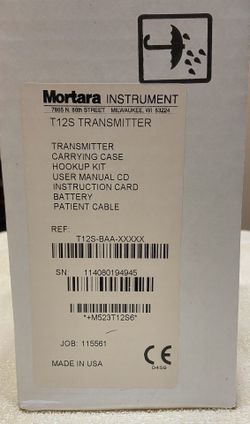 Mortara INSTRUMENT
7865 N. 86th STREET MILWAUKEE, WI 53224
T12S TRANSMITTER
TRANSMITTER
CARRYING CASE
HOOKUP KIT
USER MANUAL CD
INSTRUCTION CARD
BATTERY
PATIENT CABLE
REF:
T12S-BAA-XXXXX
SN: 114080194945
*+M523T12S6*
JOB: 115561
MADE IN USA
CE
0459